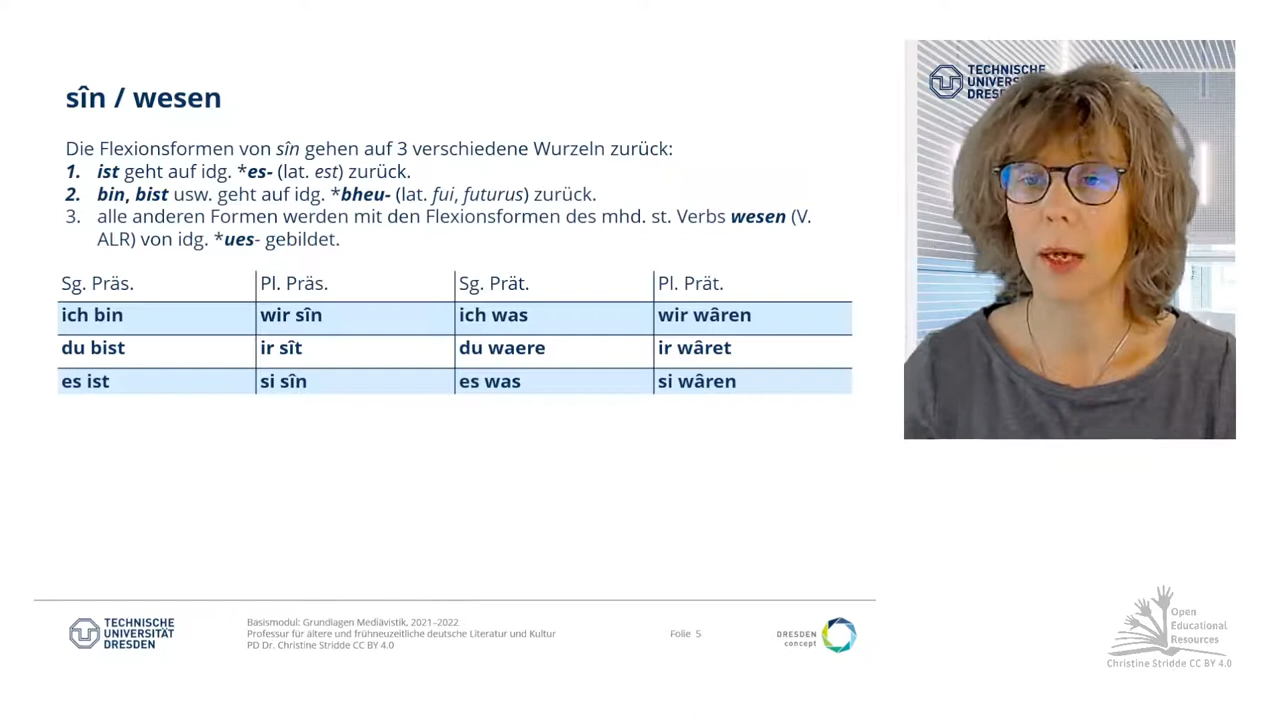 sîn / wesen
Die Flexionsformen von sîn gehen auf 3 verschiedene Wurzeln zurück:
1. ist geht auf idg. *es- (lat. est) zurück.
2. bin, bist usw. geht auf idg. *bheu- (lat. fui, futurus) zurück.
3. alle anderen Formen werden mit den Flexionsformen des mhd. st. Verbs wesen (V.
ALR) von idg. *ues- gebildet.
Sg. Präs. Pl. Präs. Sg. Prät. Pl. Prät.
ich bin wir sîn ich was wir wâren
du bist ir sît du waere ir wâret
es ist si sîn es was si wâren
TECHNISCHE
UNIVERSITÄT
DRESDEN
Basismodul: Grundlagen Mediävistik, 2021–2022
Professur für ältere und frühneuzeitliche deutsche Literatur und Kultur
PD Dr. Christine Stridde CC BY 4.0
Folie 5
DRESDEN
concept
TECHNISCHE
UNIVERS
DRES
Open
Educational
Resources
Christine Stridde CC BY 4.0